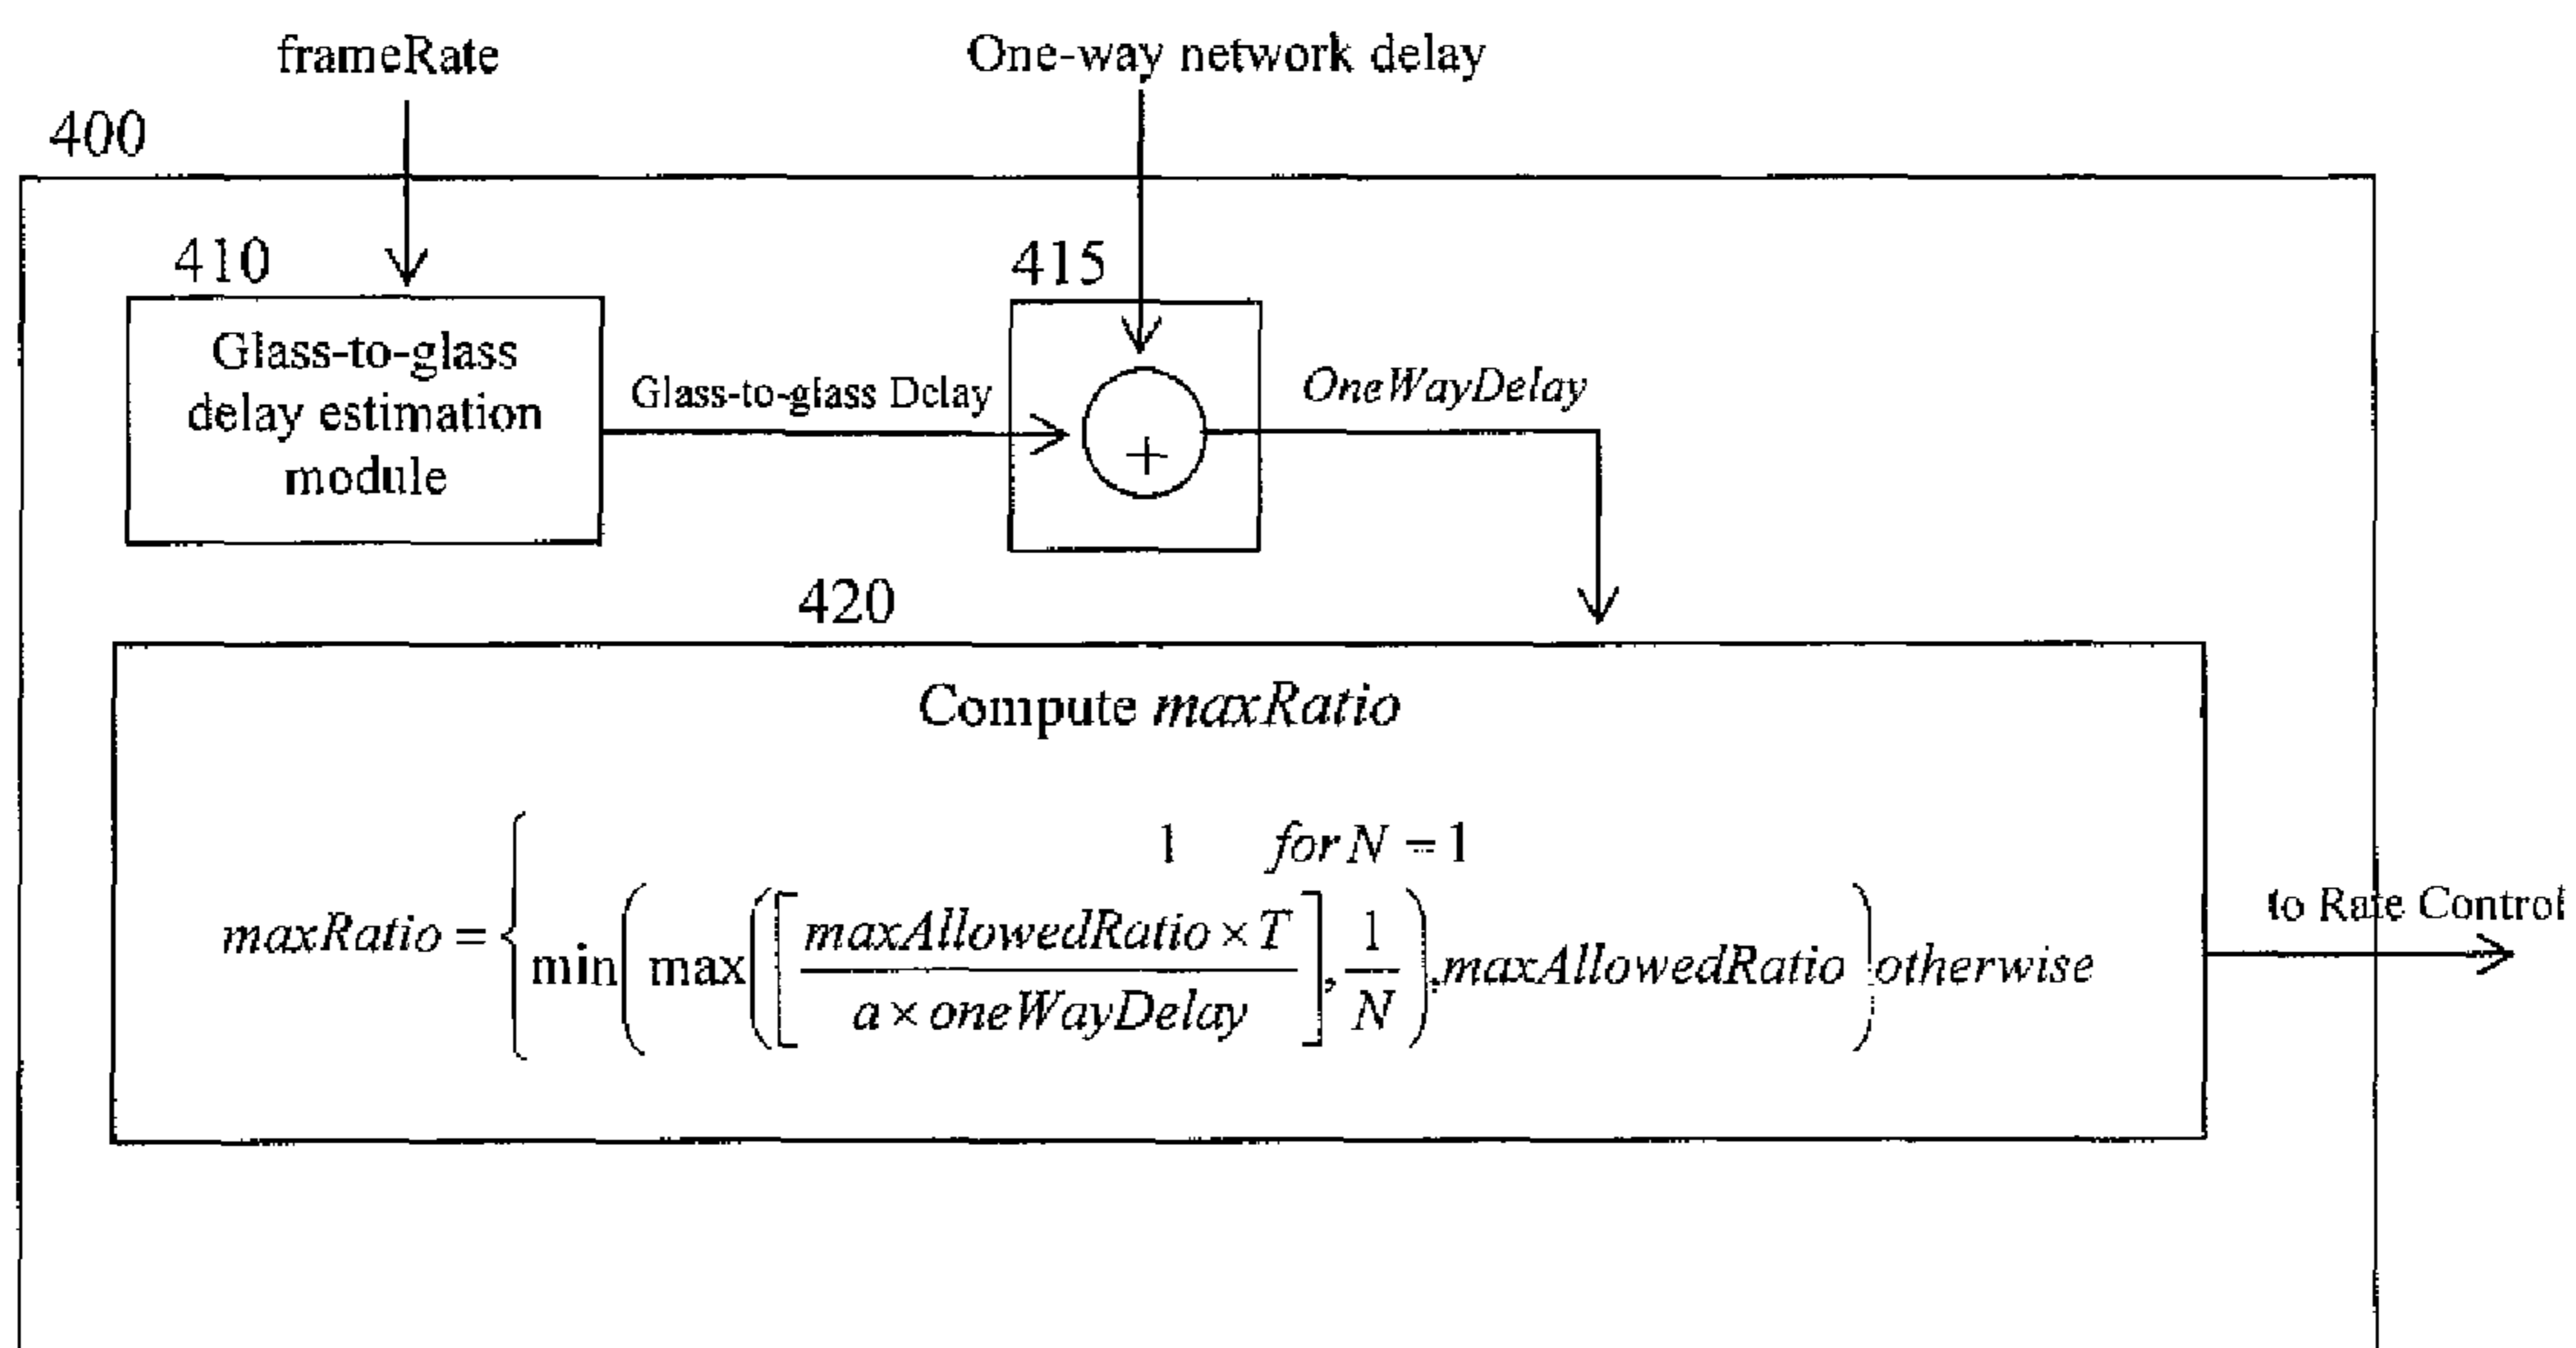 frameRate
One-way network delay
400
410
415
Glass-to-glass
delay estimation
module
Glass-to-glass Delay
+
OneWayDelay
420
Compute maxRatio
maxRatio = { 1 for N = 1
min( max( [ maxAllowedRatio × T / a × oneWayDelay ], 1 / N ), maxAllowedRatio ) otherwise
to Rate Control